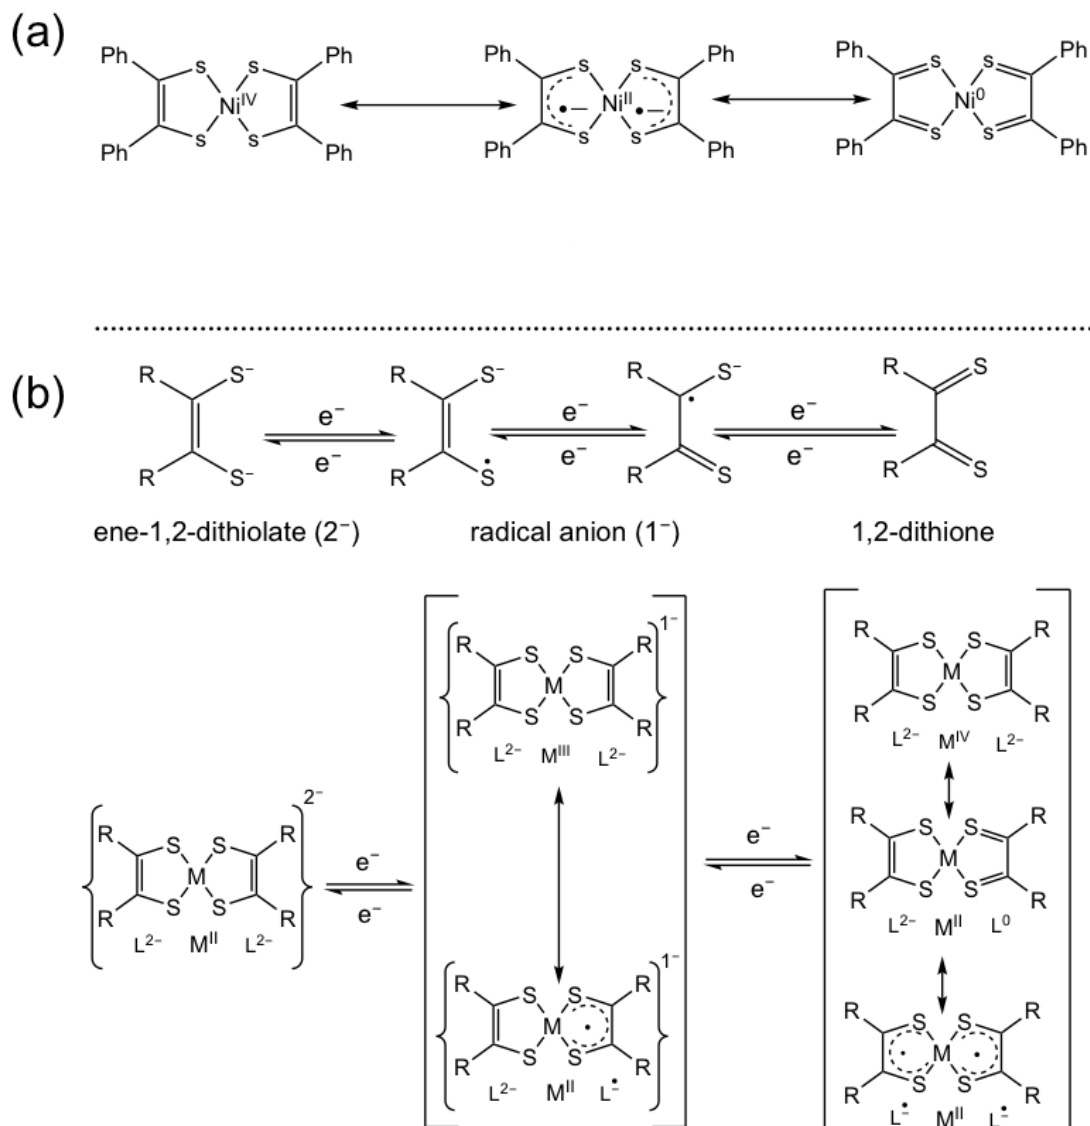 (a)
Ph S S Ph Ph S S Ph Ph S S Ph
Ni^IV Ni^II Ni^0
Ph S S Ph Ph S S Ph Ph S S Ph
(b)
R S⁻ R S⁻ R S⁻ R S
e⁻ e⁻ e⁻
e⁻ e⁻ e⁻
R S⁻ R S• R S R S
ene-1,2-dithiolate (2⁻) radical anion (1⁻) 1,2-dithione
1−
R S S R
M
R S S R
L²⁻ M^III L²⁻
R S S R
M
R S S R
L²⁻ M^IV L²⁻
2−
R S S R
M
R S S R
L²⁻ M^II L²⁻
e⁻
e⁻
e⁻
e⁻
R S S R
M
R S S R
L²⁻ M^II L⁰
1−
R S S R
M
R S S R
L²⁻ M^II L•−
R S S R
M
R S S R
L•− M^II L•−